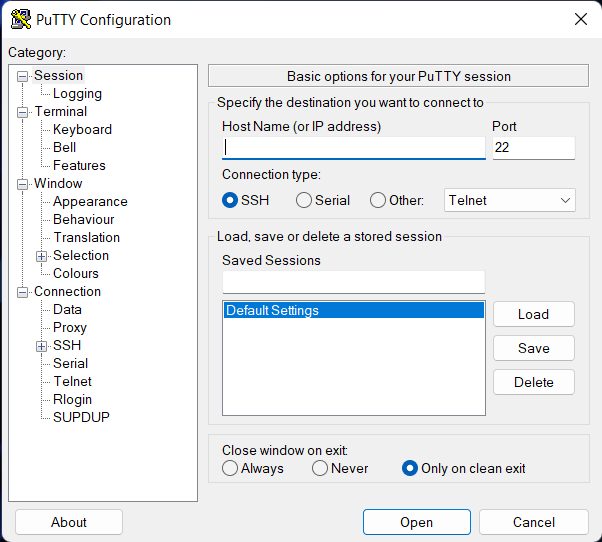 PuTTY Configuration
Category:
Session
Logging
Terminal
Keyboard
Bell
Features
Window
Appearance
Behaviour
Translation
Selection
Colours
Connection
Data
Proxy
SSH
Serial
Telnet
Rlogin
SUPDUP
Basic options for your PuTTY session
Specify the destination you want to connect to
Host Name (or IP address) Port
22
Connection type:
SSH Serial Other: Telnet
Load, save or delete a stored session
Saved Sessions
Default Settings
Load
Save
Delete
Close window on exit:
Always Never Only on clean exit
About Open Cancel